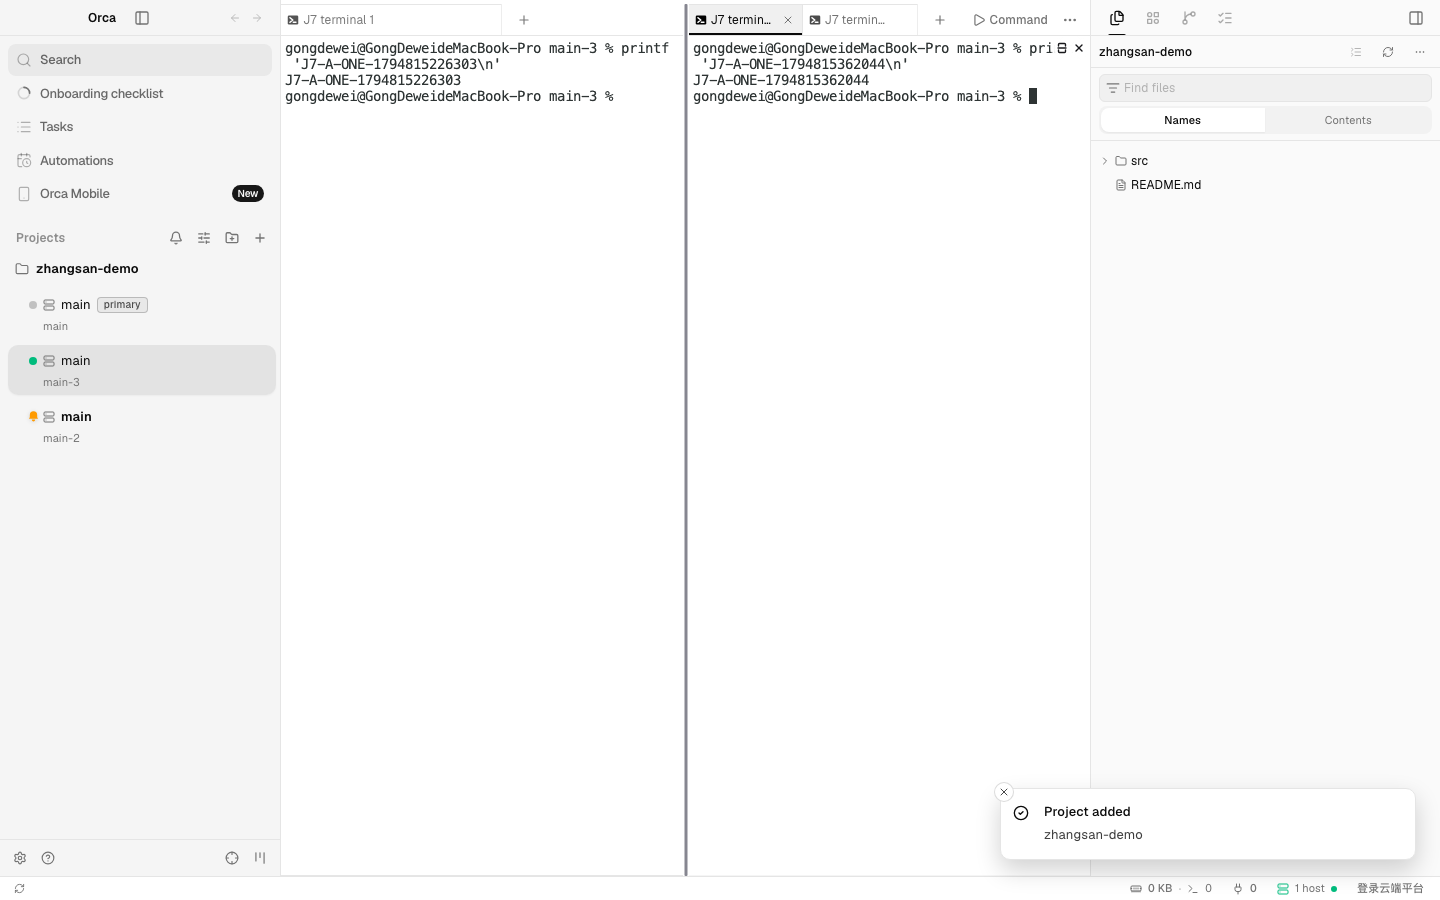 Orca
Search
Onboarding checklist
Tasks
Automations
Orca Mobile
New
Projects
zhangsan-demo
main primary
main
main
main-3
main
main-2
J7 terminal 1
gongdewei@GongDeweideMacBook-Pro main-3 % printf
'J7-A-ONE-1794815226303\n'
J7-A-ONE-1794815226303
gongdewei@GongDeweideMacBook-Pro main-3 %
J7 termin...
J7 termin...
Command
gongdewei@GongDeweideMacBook-Pro main-3 % pri
'J7-A-ONE-1794815362044\n'
J7-A-ONE-1794815362044
gongdewei@GongDeweideMacBook-Pro main-3 %
zhangsan-demo
Find files
Names
Contents
src
README.md
Project added
zhangsan-demo
0 KB · 0
0
1 host
登录云端平台